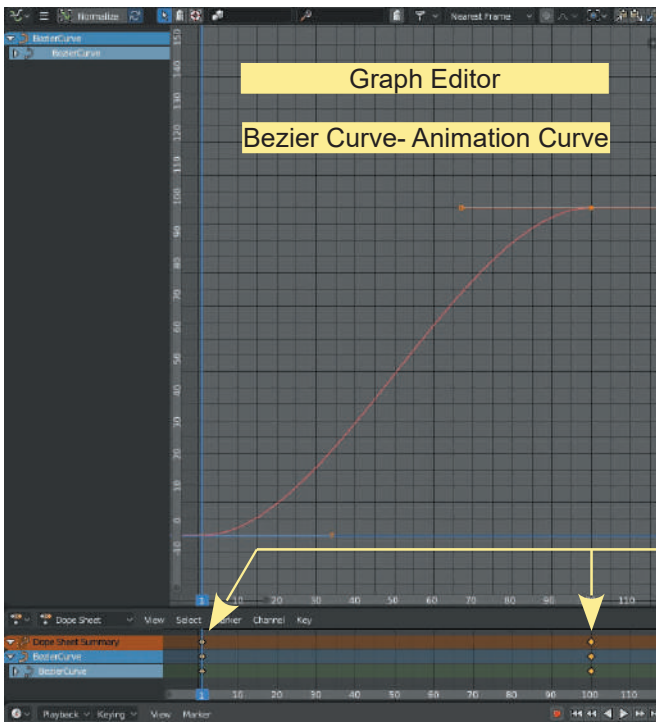 Normalize Nearest Frame
BezierCurve
BezierCurve
150
140
130
120
110
100
90
80
70
60
50
40
30
20
10
0
-10
Graph Editor
Bezier Curve- Animation Curve
1 10 20 30 40 50 60 70 80 90 100 110
Dope Sheet View Select Marker Channel Key
Dope Sheet Summary
BezierCurve
BezierCurve
1 10 20 30 40 50 60 70 80 90 100 110
Playback Keying View Marker